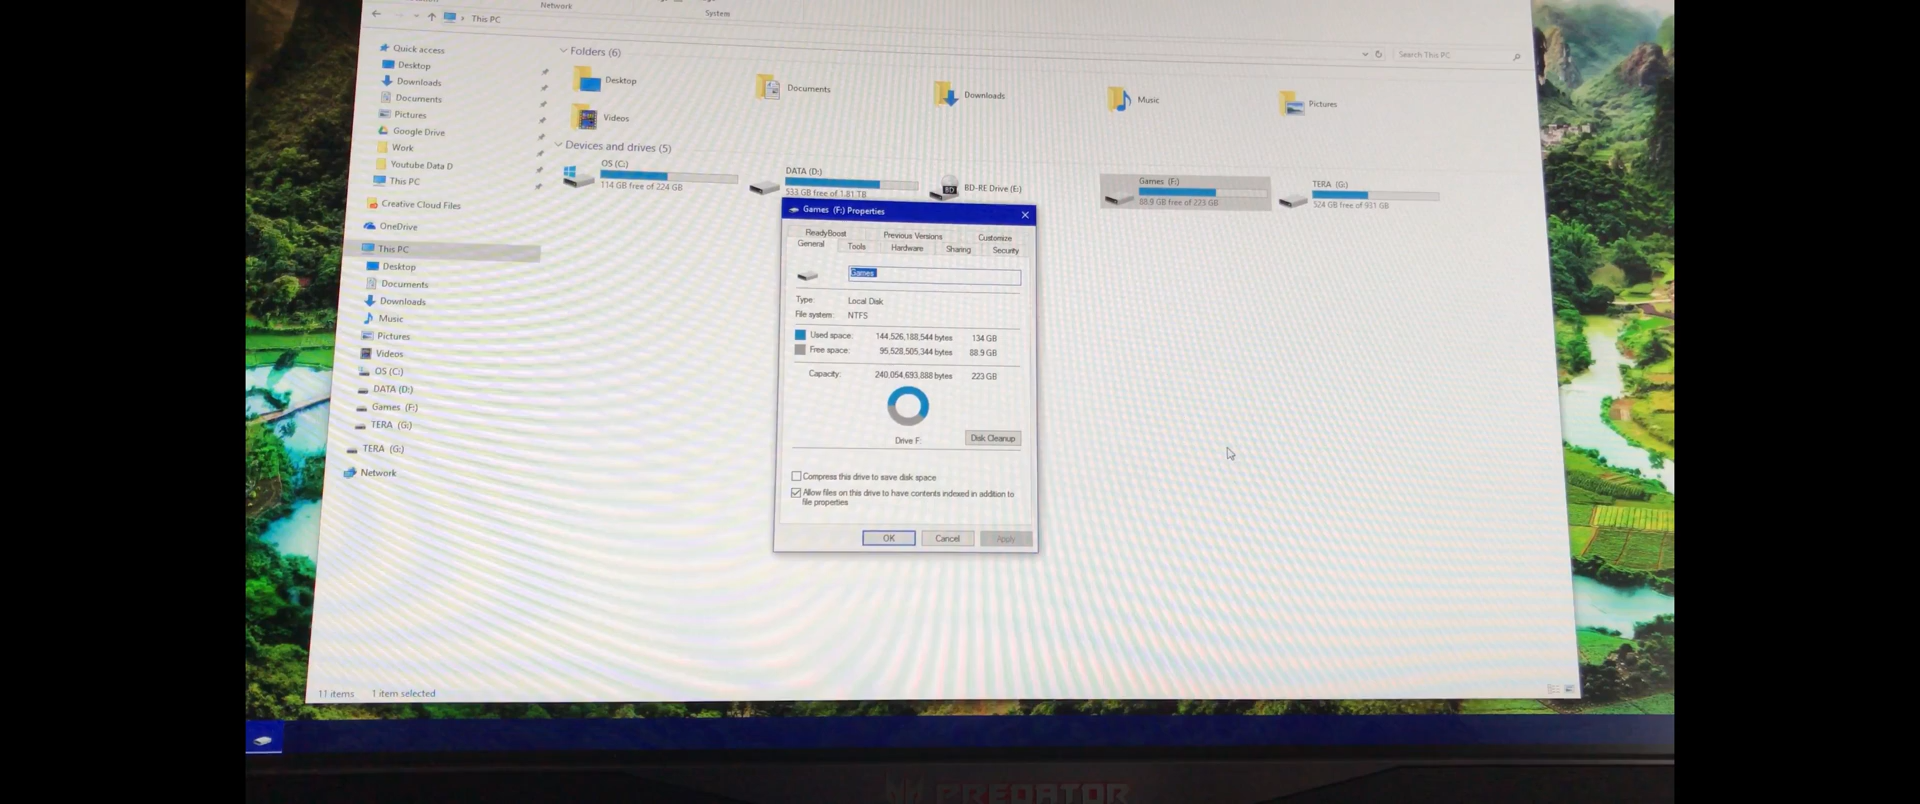 Network
System
This PC
Search This PC
Quick access
Desktop
Downloads
Documents
Pictures
Google Drive
Work
Youtube Data D
This PC
Creative Cloud Files
OneDrive
This PC
Desktop
Documents
Downloads
Music
Pictures
Videos
OS (C:)
DATA (D:)
Games (F:)
TERA (G:)
TERA (G:)
Network
Folders (6)
Desktop
Documents
Downloads
Music
Pictures
Videos
Devices and drives (5)
OS (C:)
114 GB free of 224 GB
DATA (D:)
533 GB free of 1.81 TB
BD
BD-RE Drive (E:)
Games (F:)
88.9 GB free of 223 GB
TERA (G:)
524 GB free of 931 GB
Games (F:) Properties
ReadyBoost Previous Versions Customize
General Tools Hardware Sharing Security
Games
Type: Local Disk
File system: NTFS
Used space: 144,526,188,544 bytes 134 GB
Free space: 95,528,505,344 bytes 88.9 GB
Capacity: 240,054,693,888 bytes 223 GB
Drive F:
Disk Cleanup
Compress this drive to save disk space
Allow files on this drive to have contents indexed in addition to
file properties
OK Cancel Apply
11 items 1 item selected
PREDATOR